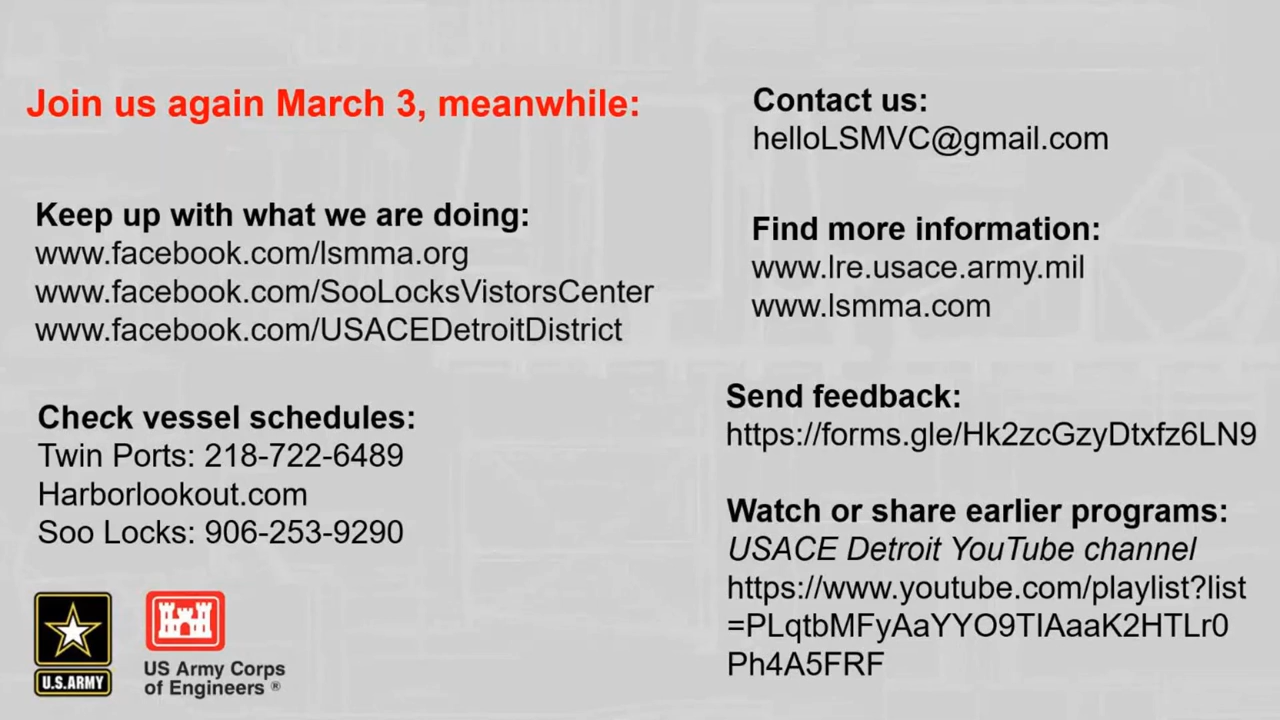 Join us again March 3, meanwhile:
Keep up with what we are doing:
www.facebook.com/lsmma.org
www.facebook.com/SooLocksVistorsCenter
www.facebook.com/USACEDetroitDistrict
Check vessel schedules:
Twin Ports: 218-722-6489
Harborlookout.com
Soo Locks: 906-253-9290
U.S.ARMY
US Army Corps
of Engineers ®
Contact us:
helloLSMVC@gmail.com
Find more information:
www.lre.usace.army.mil
www.lsmma.com
Send feedback:
https://forms.gle/Hk2zcGzyDtxfz6LN9
Watch or share earlier programs:
USACE Detroit YouTube channel
https://www.youtube.com/playlist?list
=PLqtbMFyAaYYO9TIAaaK2HTLr0
Ph4A5FRF